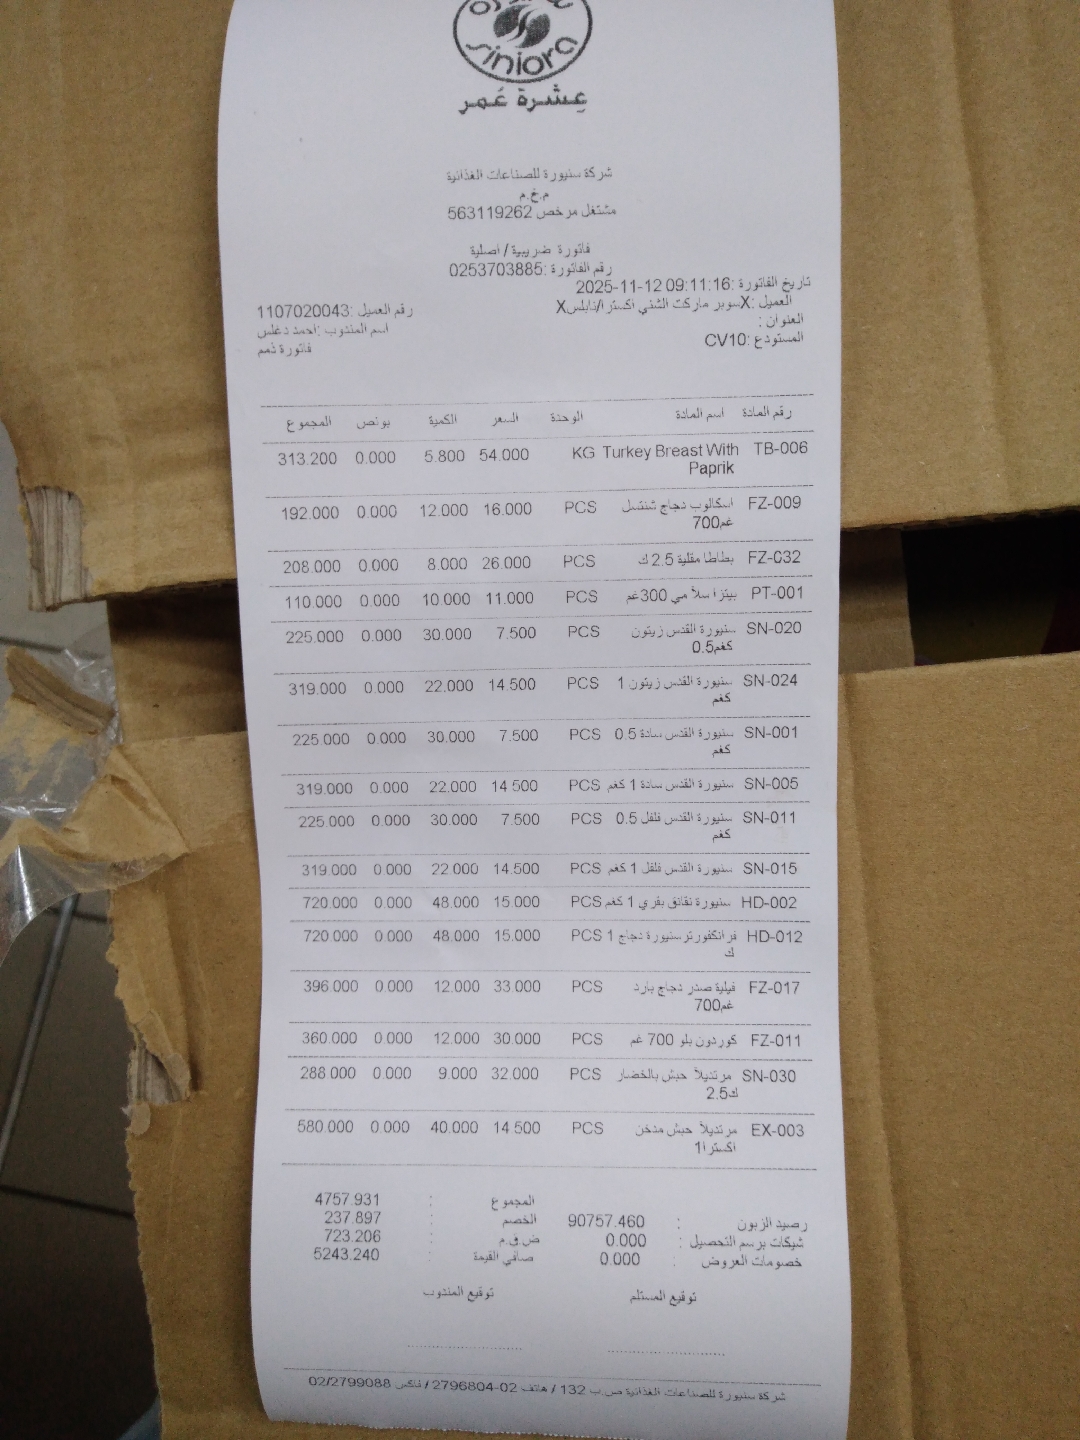 siniora
عِشرة عُمر
شركة سنيورة للصناعات الغذائية
م.خ.م
مشتغل مرخص 563119262
فاتورة ضريبية / اصلية
رقم الفاتورة :0253703885
تاريخ الفاتورة :2025-11-12 09:11:16
العميل :Xسوبر ماركت الشني اكسترا/نابلسX رقم العميل :1107020043
العنوان : اسم المندوب :احمد دغلس
المستودع :CV10 فاتورة ذمم
رقم المادة اسم المادة الوحدة السعر الكمية بونص المجموع
TB-006 Turkey Breast With KG 54.000 5.800 0.000 313.200
Paprik
FZ-009 اسكالوب دجاج شنتسل PCS 16.000 12.000 0.000 192.000
700غم
FZ-032 بطاطا مقلية 2.5 ك PCS 26.000 8.000 0.000 208.000
PT-001 بيتزا سلامي 300غم PCS 11.000 10.000 0.000 110.000
SN-020 سنيورة القدس زيتون PCS 7.500 30.000 0.000 225.000
0.5كغم
SN-024 سنيورة القدس زيتون 1 PCS 14.500 22.000 0.000 319.000
كغم
SN-001 سنيورة القدس سادة 0.5 PCS 7.500 30.000 0.000 225.000
كغم
SN-005 سنيورة القدس سادة 1 كغم PCS 14.500 22.000 0.000 319.000
SN-011 سنيورة القدس فلفل 0.5 PCS 7.500 30.000 0.000 225.000
كغم
SN-015 سنيورة القدس فلفل 1 كغم PCS 14.500 22.000 0.000 319.000
HD-002 سنيورة نقانق بقري 1 كغم PCS 15.000 48.000 0.000 720.000
HD-012 فرانكفورتر سنيورة دجاج 1 PCS 15.000 48.000 0.000 720.000
ك
FZ-017 فيلية صدر دجاج بارد PCS 33.000 12.000 0.000 396.000
700غم
FZ-011 كوردون بلو 700 غم PCS 30.000 12.000 0.000 360.000
SN-030 مرتديلا حبش بالخضار PCS 32.000 9.000 0.000 288.000
2.5ك
EX-003 مرتديلا حبش مدخن PCS 14.500 40.000 0.000 580.000
اكسترا1
المجموع : 4757.931
رصيد الزبون : 90757.460 الخصم : 237.897
شيكات برسم التحصيل : 0.000 ض.ق.م : 723.206
خصومات العروض : 0.000 صافي القيمة : 5243.240
توقيع المستلم توقيع المندوب
شركة سنيورة للصناعات الغذائية ص.ب 132 / هاتف 02-2796804 / فاكس 02/2799088